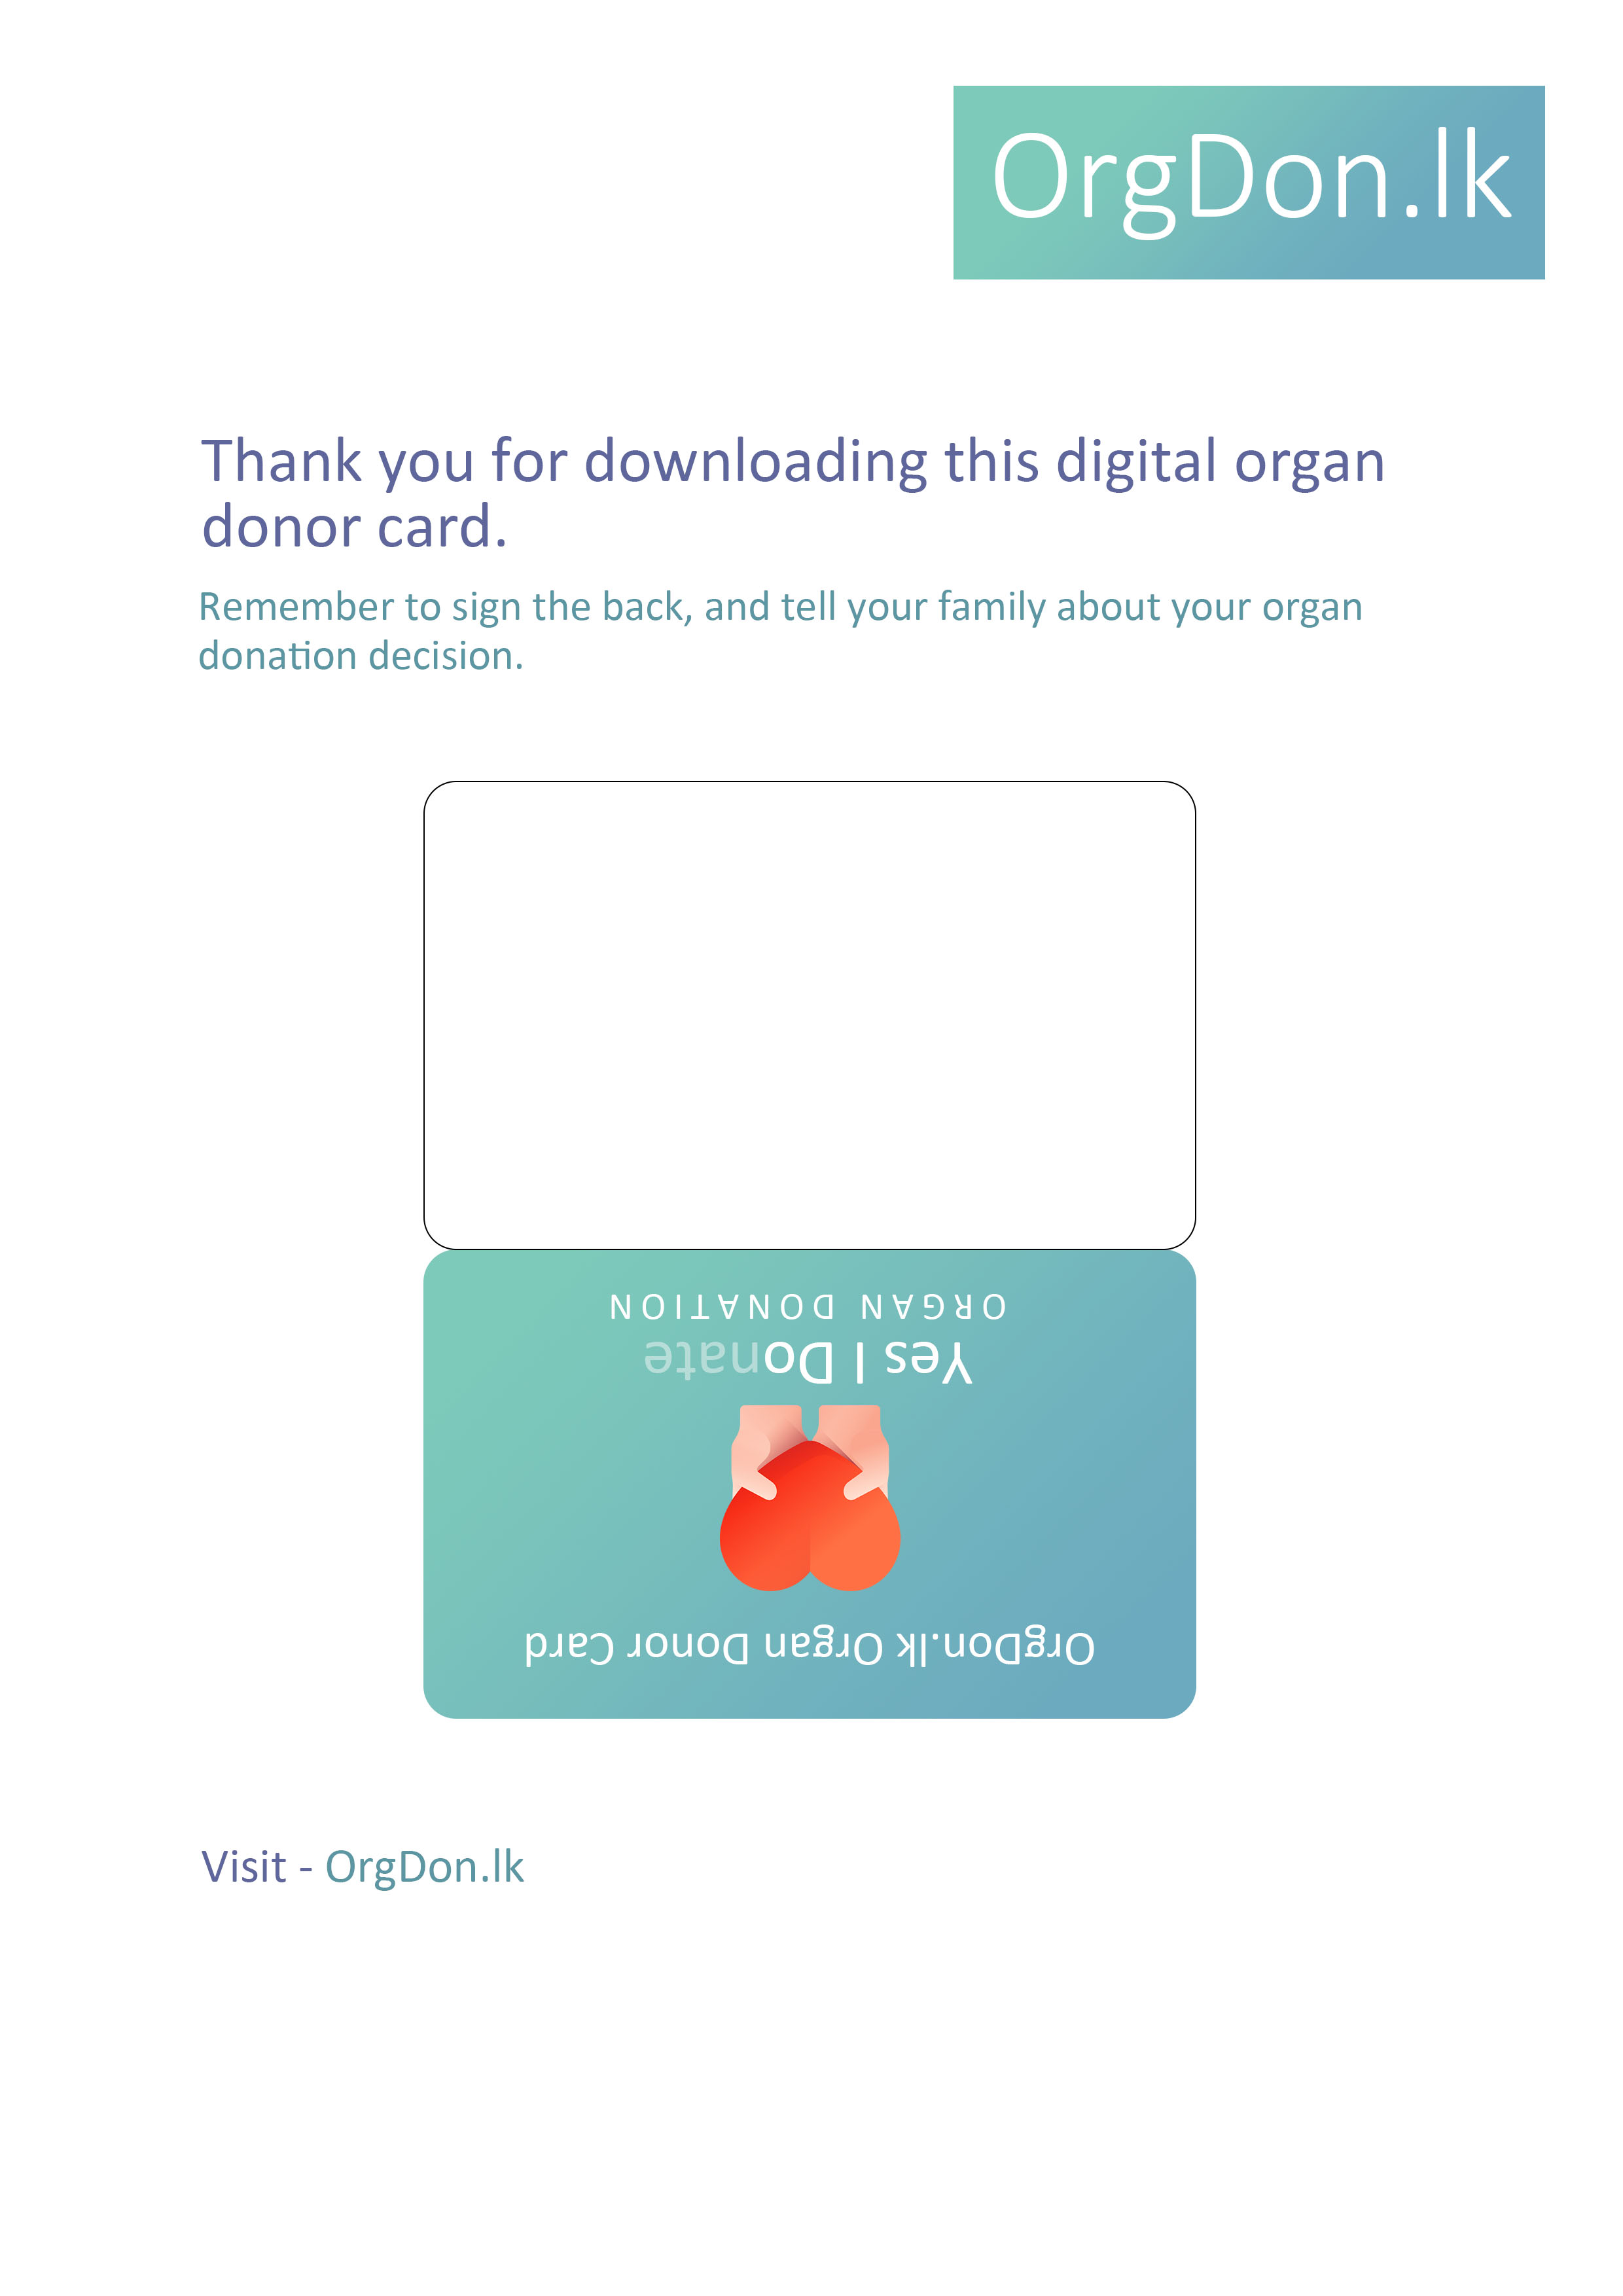 OrgDon.lk
Thank you for downloading this digital organ
donor card.
Remember to sign the back, and tell your family about your organ
donation decision.
OrgDon.lk Organ Donor Card
Yes I Donate
ORGAN DONATION
Visit - OrgDon.lk